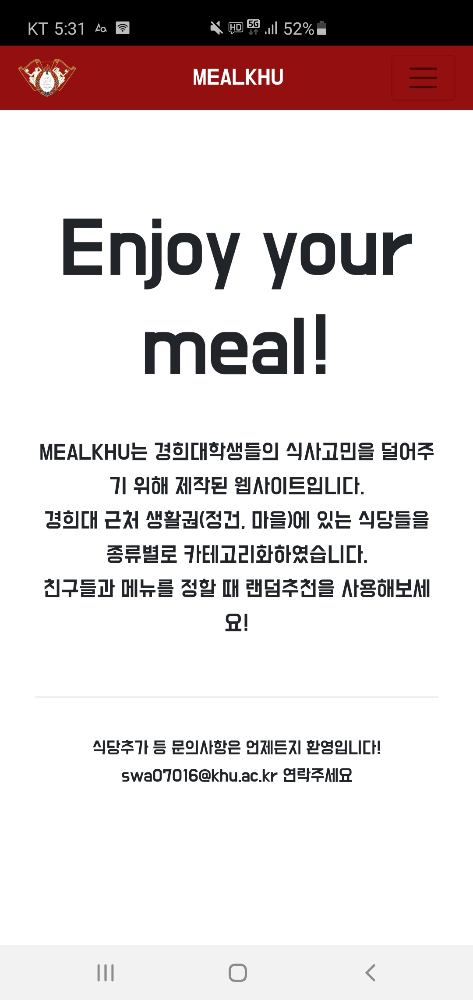 KT 5:31
HD 5G 52%
MEALKHU
Enjoy your
meal!
MEALKHU는 경희대학생들의 식사고민을 덜어주
기 위해 제작된 웹사이트입니다.
경희대 근처 생활권(정건, 마을)에 있는 식당들을
종류별로 카테고리화하였습니다.
친구들과 메뉴를 정할 때 랜덤추천을 사용해보세
요!
식당추가 등 문의사항은 언제든지 환영입니다!
swa07016@khu.ac.kr 연락주세요